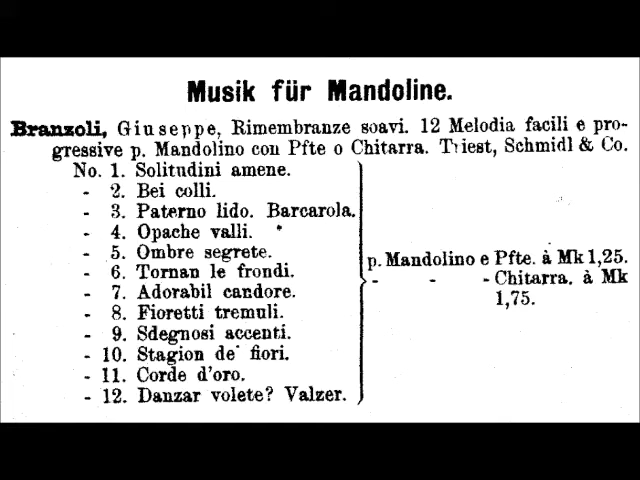 Musik für Mandoline.
Branzoli, Giuseppe, Rimembranze soavi. 12 Melodia facili e pro-
gressive p. Mandolino con Pfte o Chitarra. Triest, Schmidl & Co.
No. 1. Solitudini amene.
- 2. Bei colli.
- 3. Paterno lido. Barcarola.
- 4. Opache valli.
- 5. Ombre segrete.
- 6. Tornan le frondi.
- 7. Adorabil candore.
- 8. Fioretti tremuli.
- 9. Sdegnosi accenti.
- 10. Stagion de' fiori.
- 11. Corde d'oro.
- 12. Danzar volete? Valzer.
p. Mandolino e Pfte. à Mk 1,25.
- - - Chitarra. à Mk
1,75.